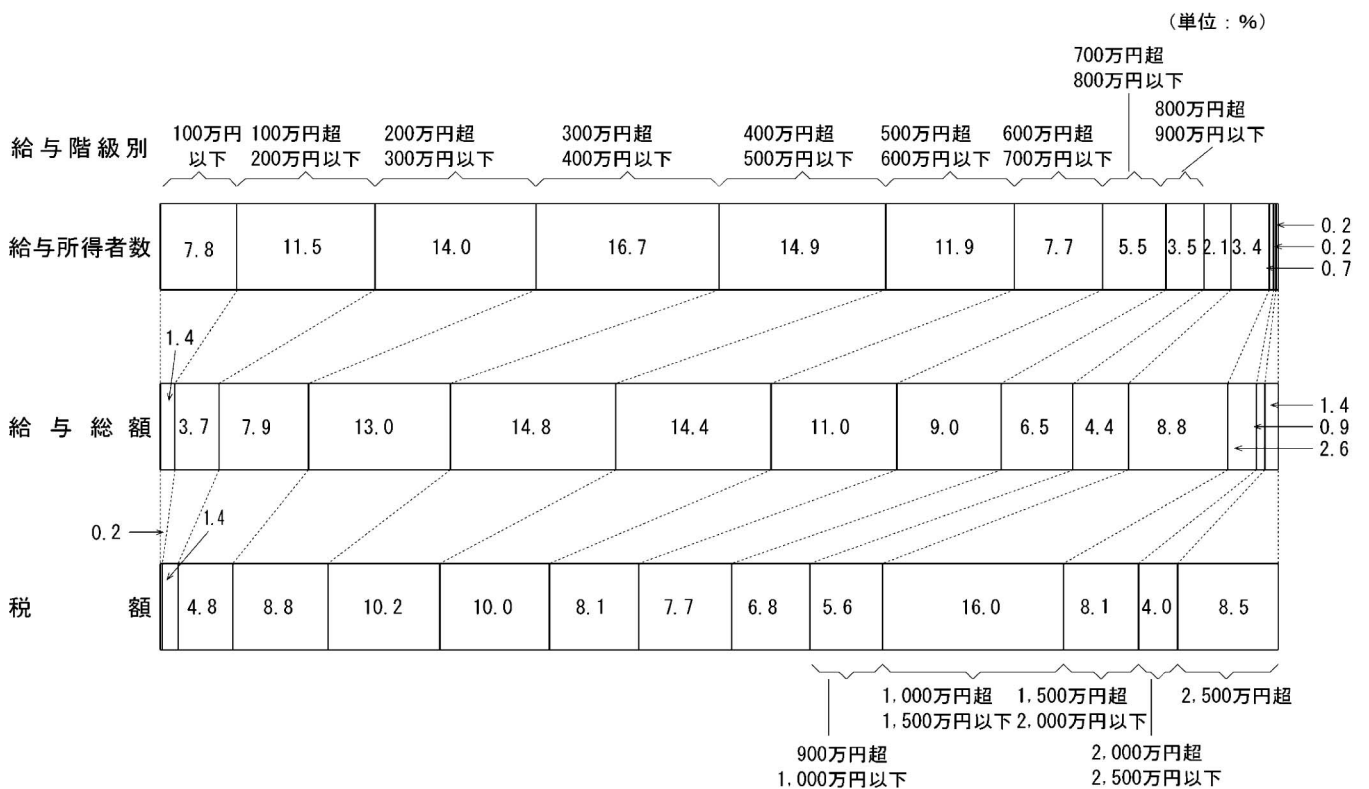 （単位：%）
給与階級別
100万円
以下
100万円超
200万円以下
200万円超
300万円以下
300万円超
400万円以下
400万円超
500万円以下
500万円超
600万円以下
600万円超
700万円以下
700万円超
800万円以下
800万円超
900万円以下
給与所得者数
7.8
11.5
14.0
16.7
14.9
11.9
7.7
5.5
3.5
2.1
3.4
0.2
0.2
0.7
1.4
給与総額
3.7
7.9
13.0
14.8
14.4
11.0
9.0
6.5
4.4
8.8
1.4
0.9
2.6
0.2
1.4
税額
4.8
8.8
10.2
10.0
8.1
7.7
6.8
5.6
16.0
8.1
4.0
8.5
900万円超
1,000万円以下
1,000万円超
1,500万円以下
1,500万円超
2,000万円以下
2,000万円超
2,500万円以下
2,500万円超